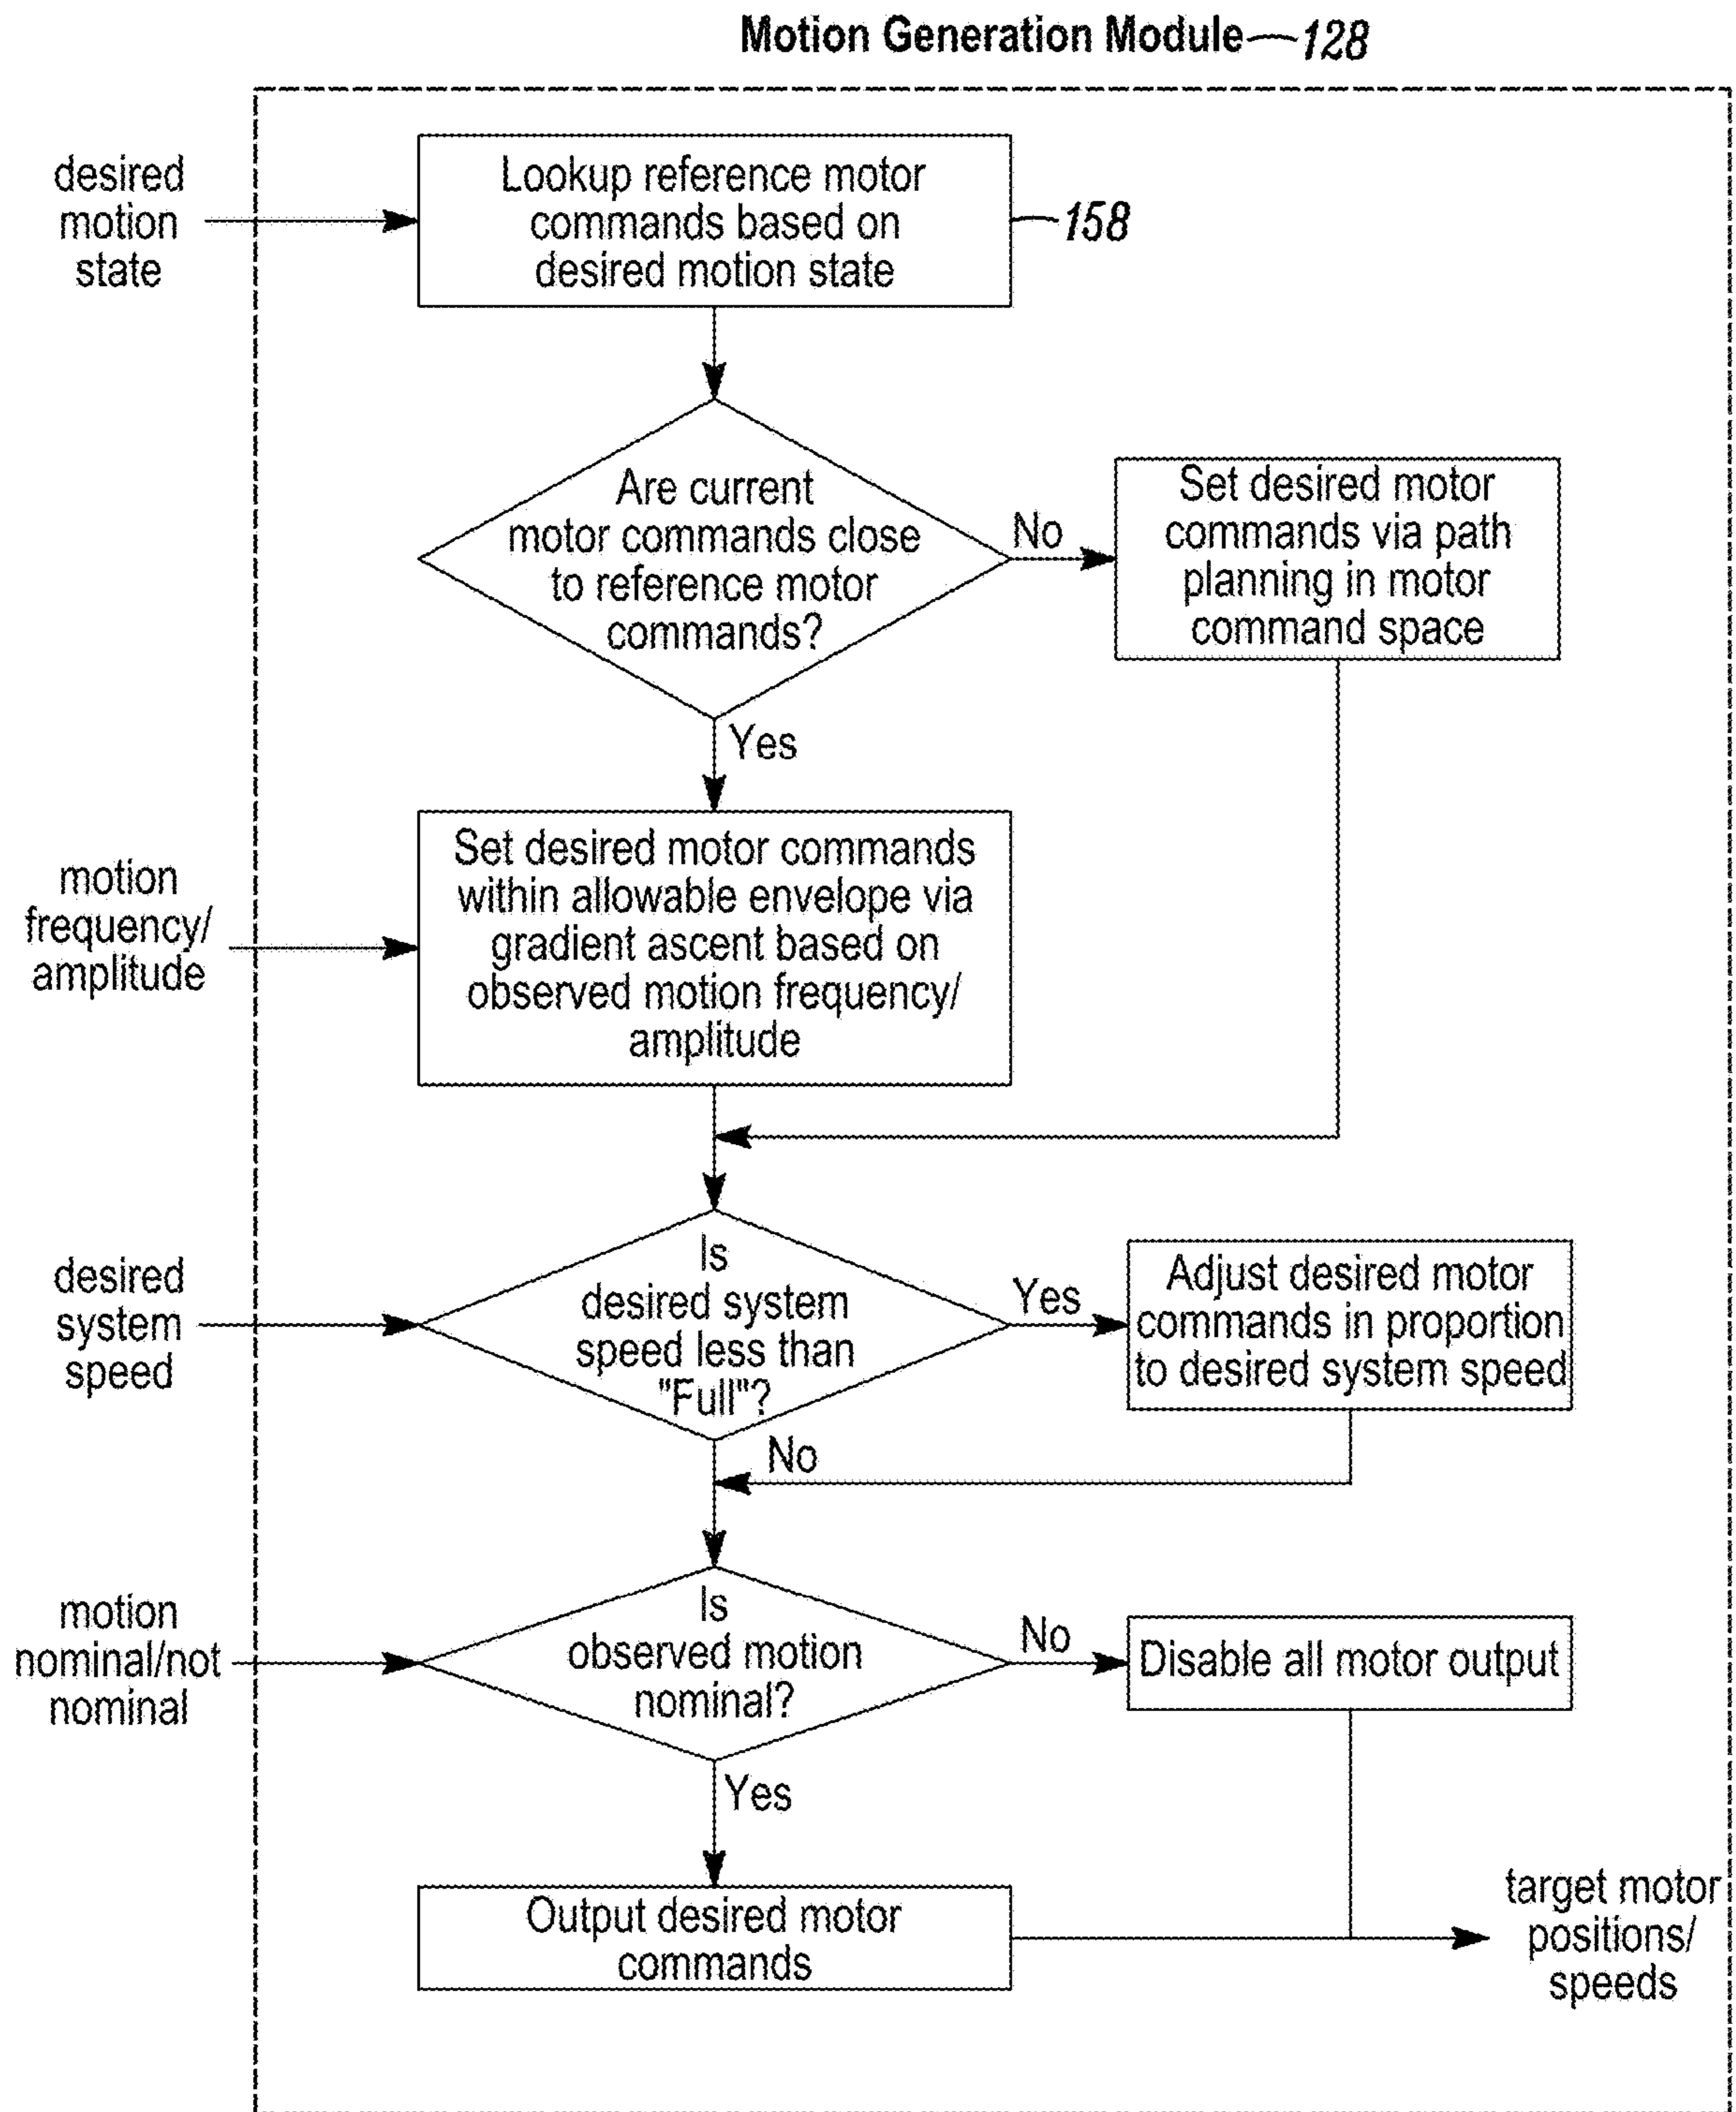 Motion Generation Module 128
desired
motion
state
Lookup reference motor
commands based on
desired motion state
158
Are current
motor commands close
to reference motor
commands?
No
Set desired motor
commands via path
planning in motor
command space
Yes
motion
frequency/
amplitude
Set desired motor commands
within allowable envelope via
gradient ascent based on
observed motion frequency/
amplitude
desired
system
speed
Is
desired system
speed less than
"Full"?
Yes
Adjust desired motor
commands in proportion
to desired system speed
No
motion
nominal/not
nominal
Is
observed motion
nominal?
No
Disable all motor output
Yes
Output desired motor
commands
target motor
positions/
speeds